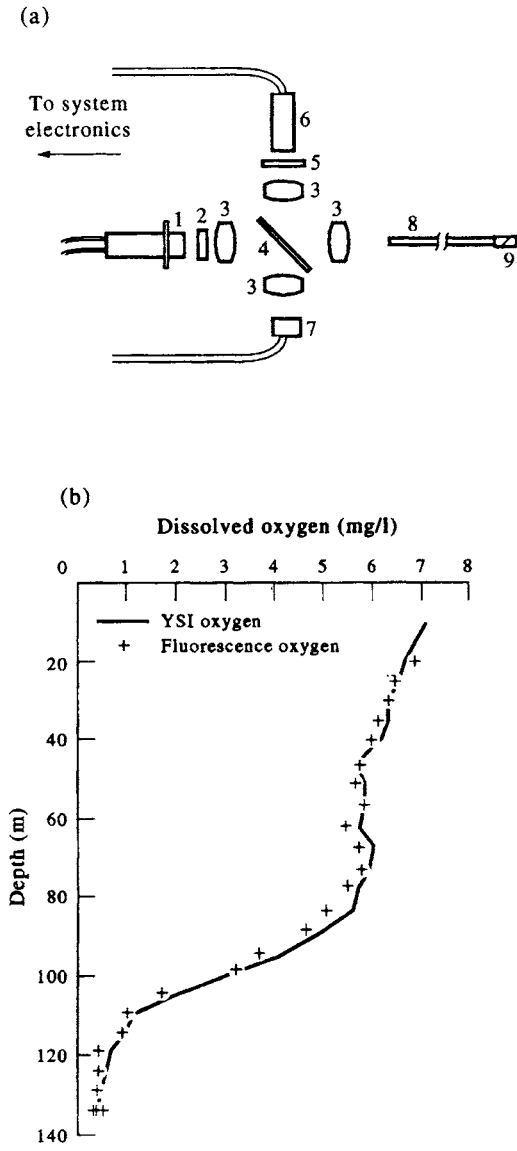 (a)
To system
electronics
6
5
3
1 2 3 3
4
8
9
3
7
(b)
Dissolved oxygen (mg/l)
0 1 2 3 4 5 6 7 8
YSI oxygen
+ Fluorescence oxygen
20
40
60
Depth (m)
80
100
120
140